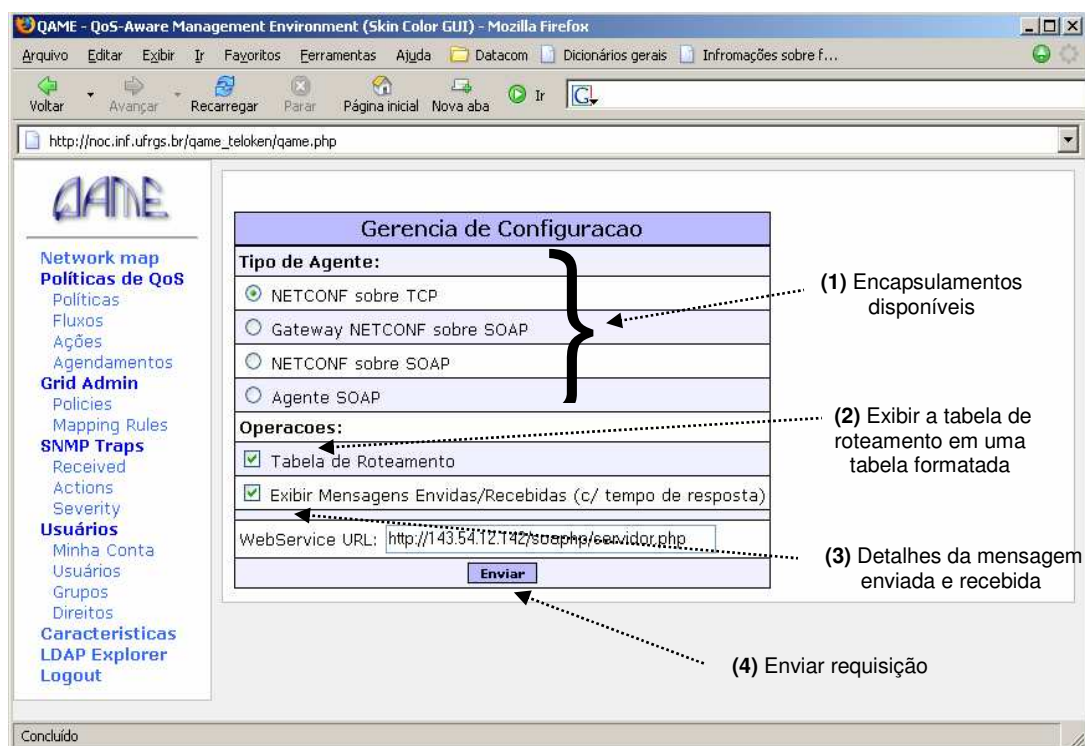 QAME - QoS-Aware Management Environment (Skin Color GUI) - Mozilla Firefox
Arquivo Editar Exibir Ir Favoritos Ferramentas Ajuda Datacom Dicionários gerais Infromações sobre f...
Voltar Avançar Recarregar Parar Página inicial Nova aba Ir G
http://noc.inf.ufrgs.br/qame_teloken/qame.php
QAME
Network map
Políticas de QoS
Políticas
Fluxos
Ações
Agendamentos
Grid Admin
Policies
Mapping Rules
SNMP Traps
Received
Actions
Severity
Usuários
Minha Conta
Usuários
Grupos
Direitos
Caracteristicas
LDAP Explorer
Logout
Gerencia de Configuracao
Tipo de Agente:
NETCONF sobre TCP
Gateway NETCONF sobre SOAP
NETCONF sobre SOAP
Agente SOAP
Operacoes:
Tabela de Roteamento
Exibir Mensagens Envidas/Recebidas (c/ tempo de resposta)
WebService URL: http://143.54.12.142/soaphp/servidor.php
Enviar
(1) Encapsulamentos
disponíveis
(2) Exibir a tabela de
roteamento em uma
tabela formatada
(3) Detalhes da mensagem
enviada e recebida
(4) Enviar requisição
Concluído